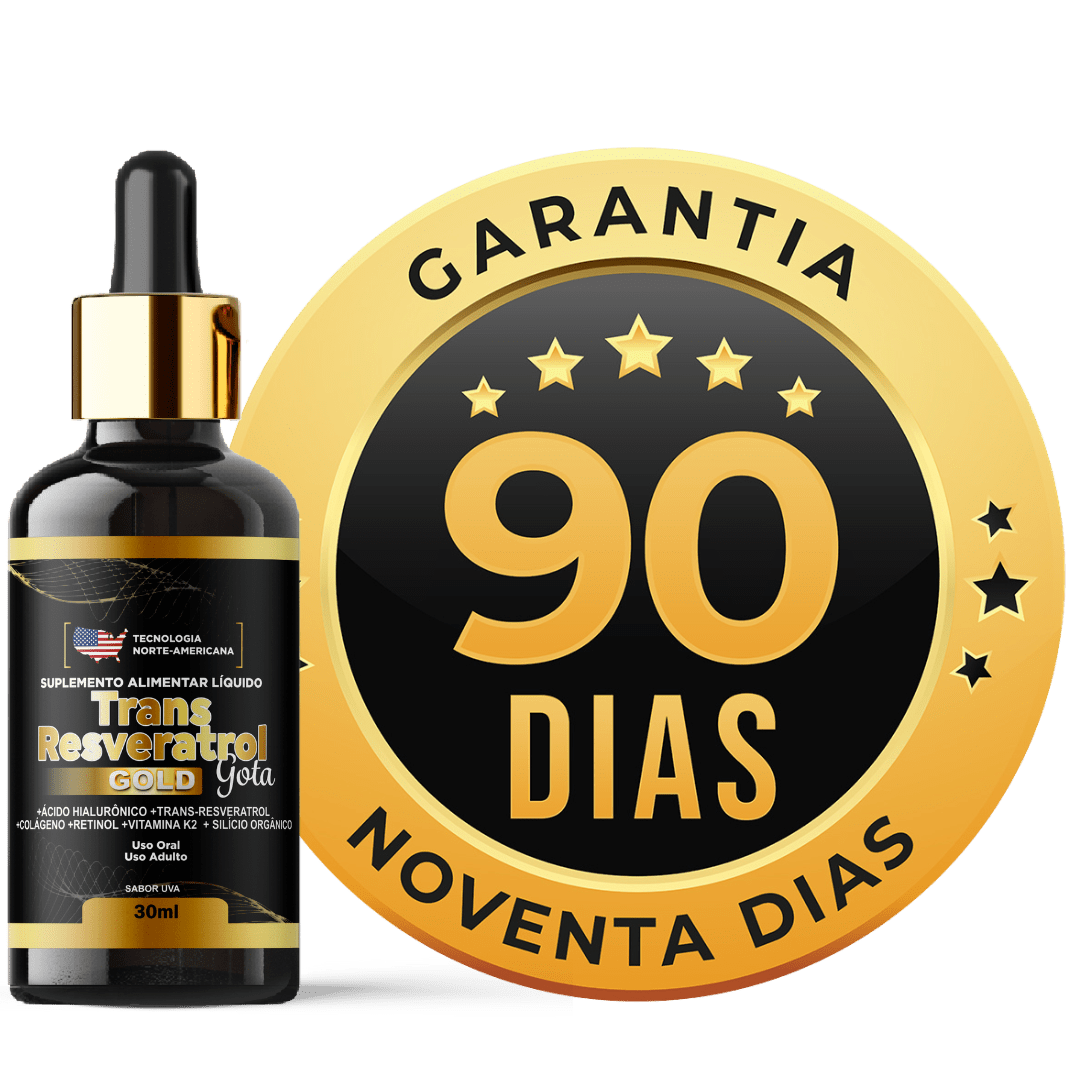 TECNOLOGIA
NORTE-AMERICANA
SUPLEMENTO ALIMENTAR LÍQUIDO
Trans
Resveratrol
GOLD Gota
+ÁCIDO HIALURÔNICO +TRANS-RESVERATROL
+COLÁGENO +RETINOL +VITAMINA K2 + SILÍCIO ORGÂNICO
Uso Oral
Uso Adulto
SABOR UVA
30ml
GARANTIA
90
DIAS
NOVENTA DIAS